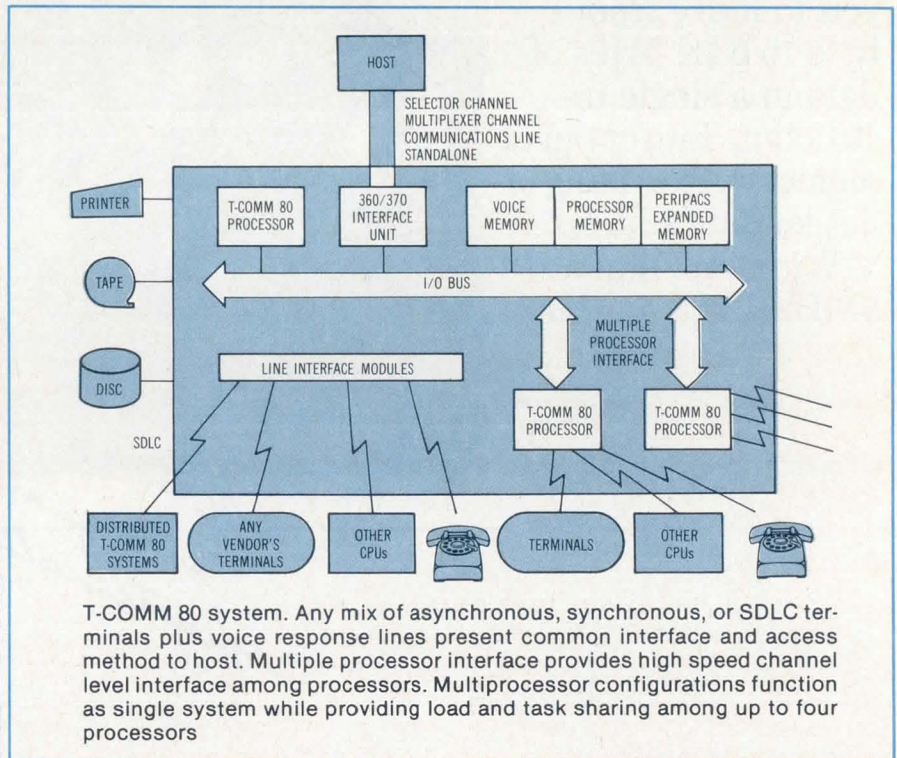 HOST
SELECTOR CHANNEL
MULTIPLEXER CHANNEL
COMMUNICATIONS LINE
STANDALONE
PRINTER
T-COMM 80
PROCESSOR
360/370
INTERFACE
UNIT
VOICE
MEMORY
PROCESSOR
MEMORY
PERIPACS
EXPANDED
MEMORY
TAPE
I/O BUS
MULTIPLE
PROCESSOR
INTERFACE
DISC
LINE INTERFACE MODULES
T-COMM 80
PROCESSOR
T-COMM 80
PROCESSOR
SDLC
DISTRIBUTED
T-COMM 80
SYSTEMS
ANY
VENDOR'S
TERMINALS
OTHER
CPUs
TERMINALS
OTHER
CPUs
T-COMM 80 system. Any mix of asynchronous, synchronous, or SDLC ter-
minals plus voice response lines present common interface and access
method to host. Multiple processor interface provides high speed channel
level interface among processors. Multiprocessor configurations function
as single system while providing load and task sharing among up to four
processors